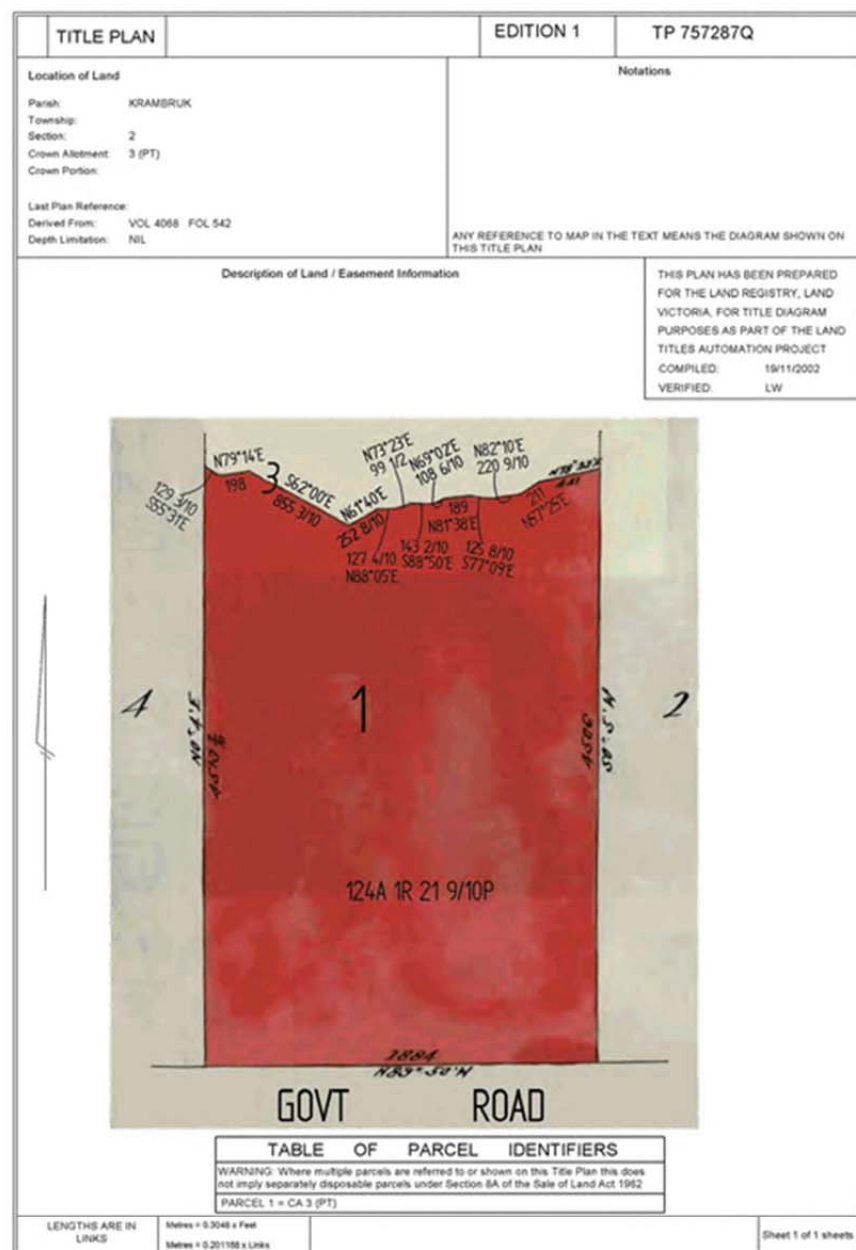 TITLE PLAN
EDITION 1
TP 757287Q
Location of Land
Parish: KRAMBRUK
Township:
Section: 2
Crown Allotment: 3 (PT)
Crown Portion:
Last Plan Reference:
Derived From: VOL 4068 FOL 542
Depth Limitation: NIL
Notations
ANY REFERENCE TO MAP IN THE TEXT MEANS THE DIAGRAM SHOWN ON
THIS TITLE PLAN
Description of Land / Easement Information
THIS PLAN HAS BEEN PREPARED
FOR THE LAND REGISTRY, LAND
VICTORIA, FOR TITLE DIAGRAM
PURPOSES AS PART OF THE LAND
TITLES AUTOMATION PROJECT
COMPILED: 19/11/2002
VERIFIED: LW
129 3/10
S55°31'E
N79°14'E
198
3
S62°00'E
855 3/10
N61°40'E
252 8/10
N73°23'E
99 1/2
127 4/10
N88°05'E
N69°02'E
108 6/10
143 2/10
S88°50'E
189
N81°38'E
N82°10'E
220 9/10
125 8/10
S77°09'E
211
N57°25'E
4
1
2
124A 1R 21 9/10P
N89°50'W
GOVT ROAD
TABLE OF PARCEL IDENTIFIERS
WARNING: Where multiple parcels are referred to or shown on this Title Plan this does
not imply separately disposable parcels under Section 8A of the Sale of Land Act 1962
PARCEL 1 = CA 3 (PT)
LENGTHS ARE IN
LINKS
Metres = 0.3048 x Feet
Metres = 0.201168 x Links
Sheet 1 of 1 sheets